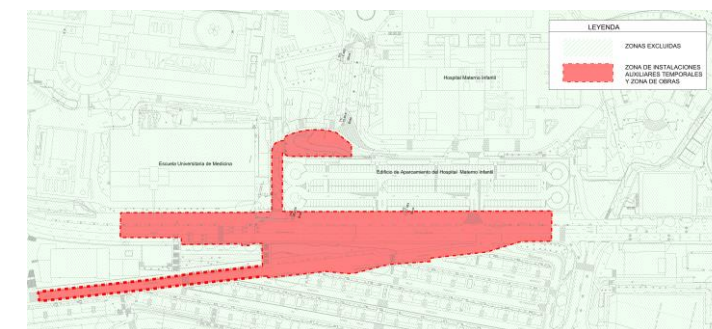 LEYENDA
ZONAS EXCLUIDAS
ZONA DE INSTALACIONES
AUXILIARES TEMPORALES
Y ZONA DE OBRAS
Hospital Materno Infantil
Escuela Universitaria de Medicina
Edificio de Aparcamiento del Hospital Materno Infantil